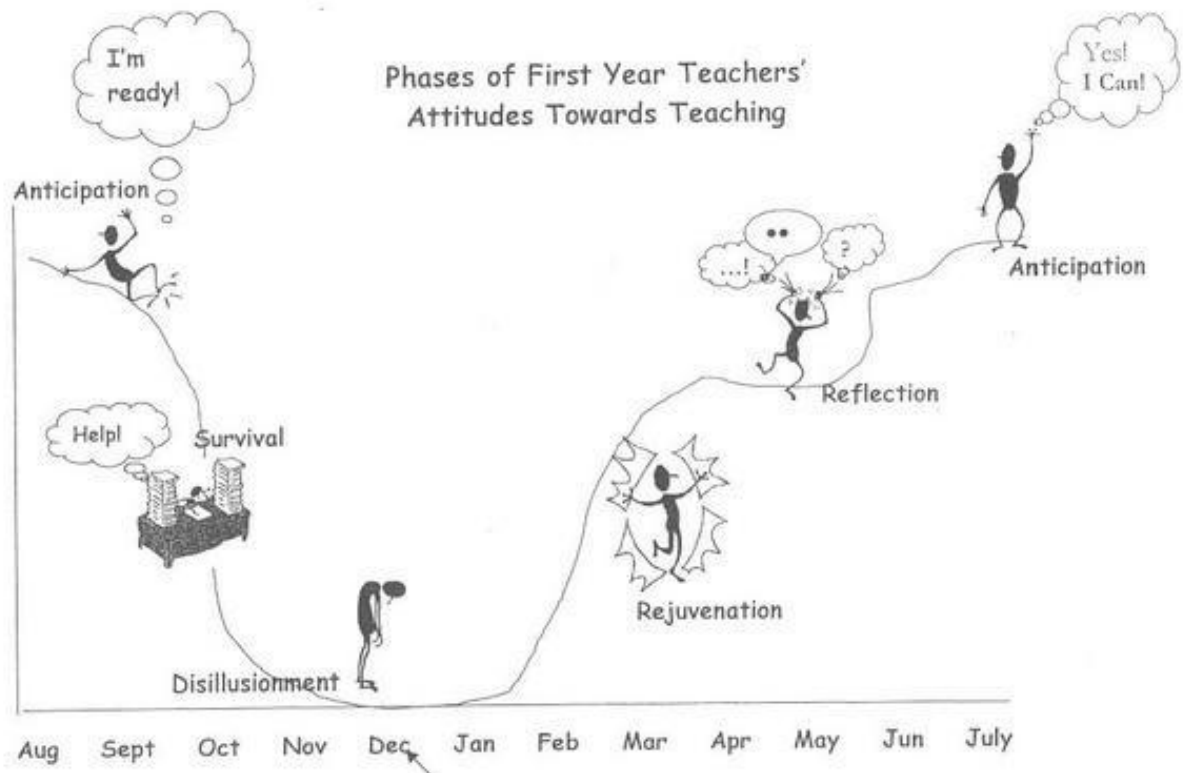 I'm
ready!
Phases of First Year Teachers'
Attitudes Towards Teaching
Yes!
I Can!
Anticipation
..
...!
?
Anticipation
Reflection
Help!
Survival
Rejuvenation
Disillusionment
Aug Sept Oct Nov Dec Jan Feb Mar Apr May Jun July